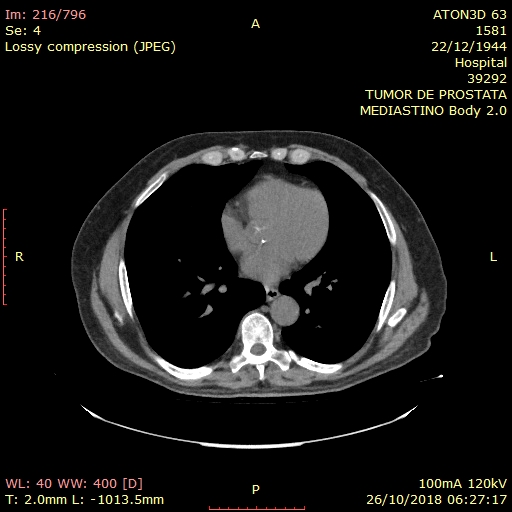 Im: 216/796
Se: 4
Lossy compression (JPEG)
A
ATON3D 63
1581
22/12/1944
Hospital
39292
TUMOR DE PROSTATA
MEDIASTINO Body 2.0
R
L
WL: 40 WW: 400 [D]
T: 2.0mm L: -1013.5mm
P
100mA 120kV
26/10/2018 06:27:17